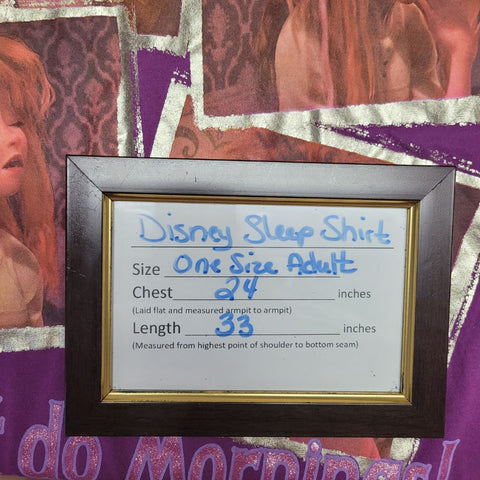 Disney Sleep Shirt
Size One Size Adult
Chest 24 inches
(Laid flat and measured armpit to armpit)
Length 33 inches
(Measured from highest point of shoulder to bottom seam)
do Mornings!